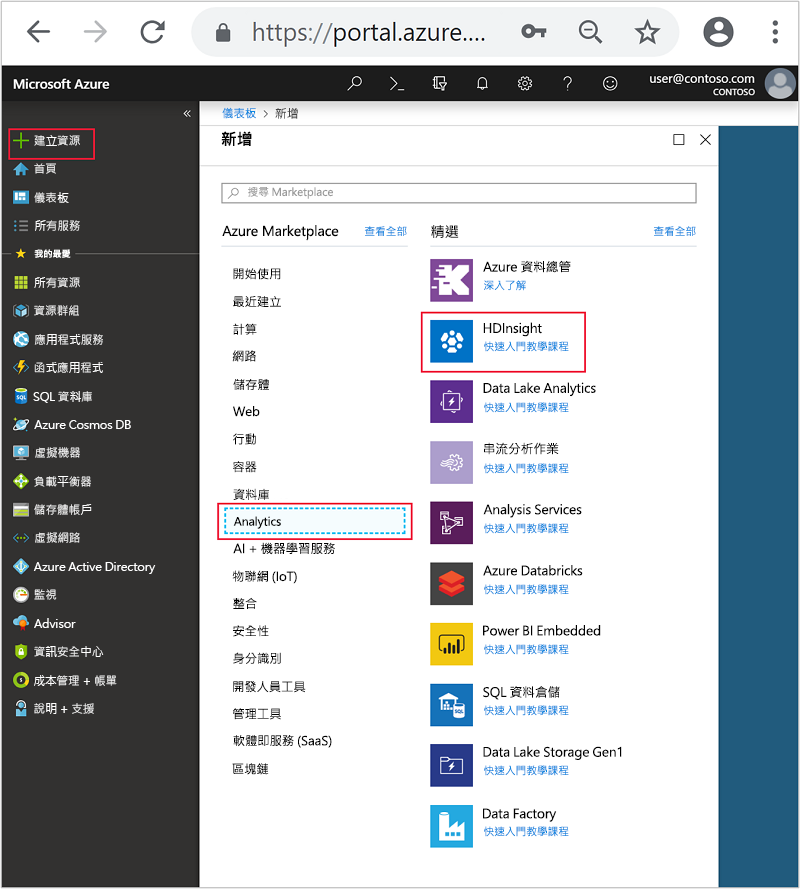 https://portal.azure....
Microsoft Azure
user@contoso.com
CONTOSO
建立資源
首頁
儀表板
所有服務
我的最愛
所有資源
資源群組
應用程式服務
函式應用程式
SQL 資料庫
Azure Cosmos DB
虛擬機器
負載平衡器
儲存體帳戶
虛擬網路
Azure Active Directory
監視
Advisor
資訊安全中心
成本管理 + 帳單
說明 + 支援
儀表板 > 新增
新增
搜尋 Marketplace
Azure Marketplace
查看全部
開始使用
最近建立
計算
網路
儲存體
Web
行動
容器
資料庫
Analytics
AI + 機器學習服務
物聯網 (IoT)
整合
安全性
身分識別
開發人員工具
管理工具
軟體即服務 (SaaS)
區塊鏈
精選
查看全部
Azure 資料總管
深入了解
HDInsight
快速入門教學課程
Data Lake Analytics
快速入門教學課程
串流分析作業
快速入門教學課程
Analysis Services
快速入門教學課程
Azure Databricks
快速入門教學課程
Power BI Embedded
快速入門教學課程
SQL 資料倉儲
快速入門教學課程
Data Lake Storage Gen1
快速入門教學課程
Data Factory
快速入門教學課程